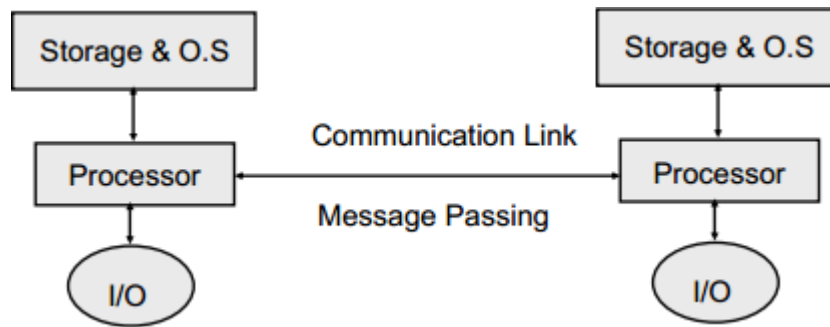 Storage & O.S
Storage & O.S
Communication Link
Processor
Processor
Message Passing
I/O
I/O